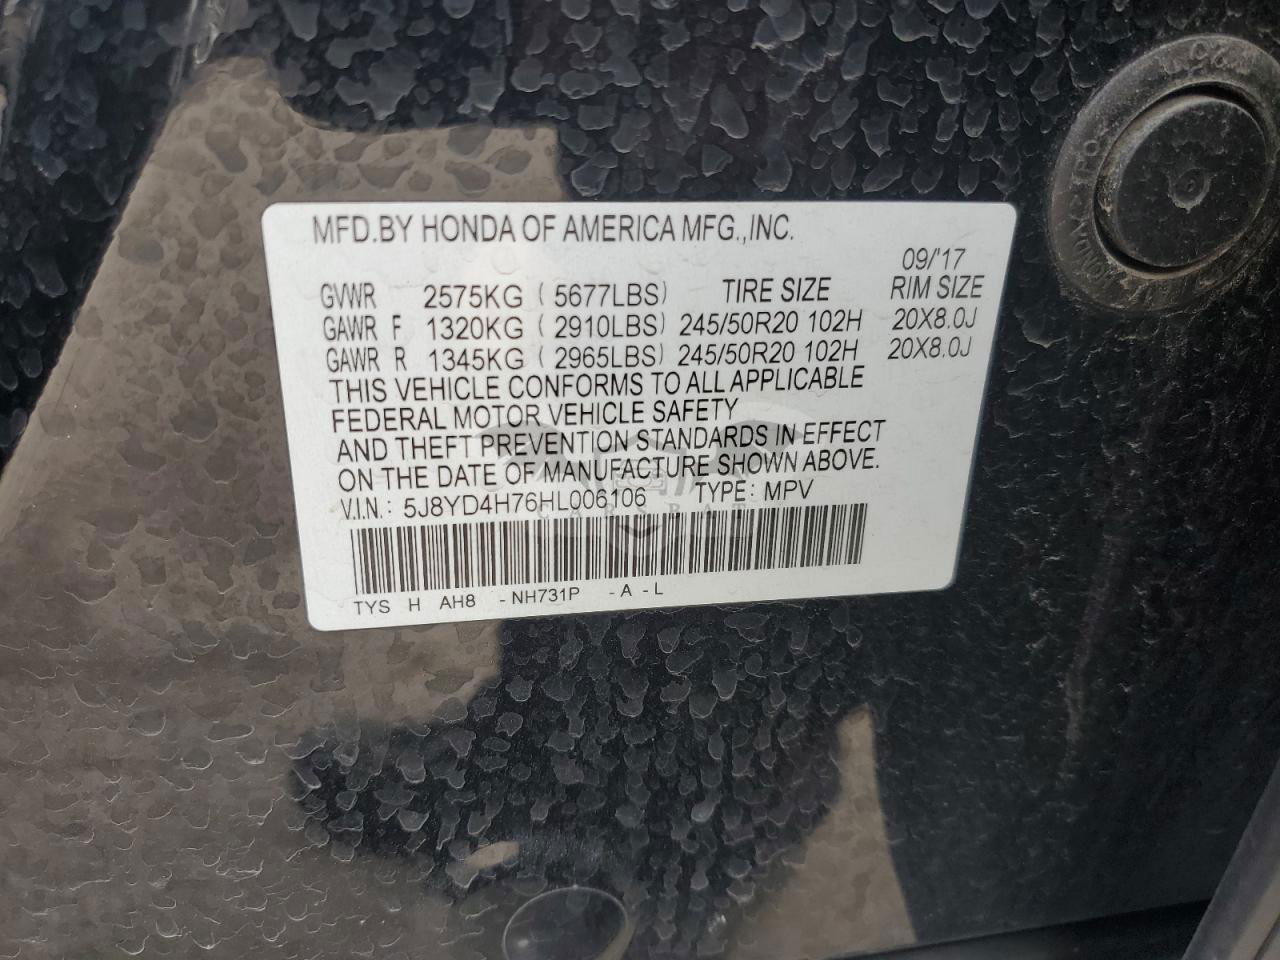 MFD.BY HONDA OF AMERICA MFG.,INC.
09/'17
GVWR 2575KG ( 5677LBS) TIRE SIZE RIM SIZE
GAWR F 1320KG ( 2910LBS) 245/50R20 102H 20X8.0J
GAWR R 1345KG ( 2965LBS) 245/50R20 102H 20X8.0J
THIS VEHICLE CONFORMS TO ALL APPLICABLE
FEDERAL MOTOR VEHICLE SAFETY
AND THEFT PREVENTION STANDARDS IN EFFECT
ON THE DATE OF MANUFACTURE SHOWN ABOVE.
V.I.N.: 5J8YD4H76HL006106 TYPE: MPV
TYS H AH8 -NH731P -A-L